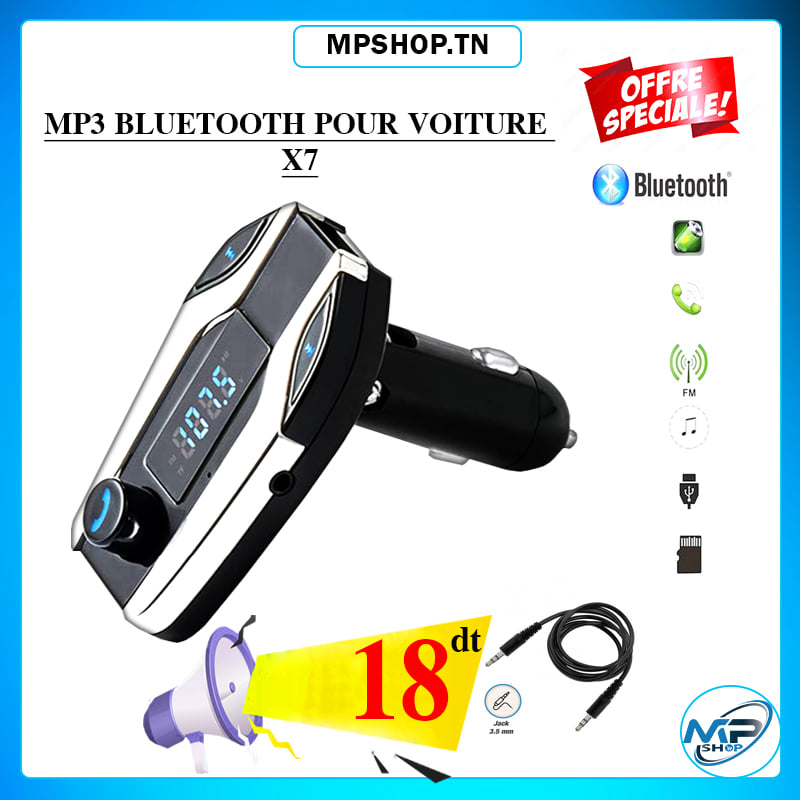 MPSHOP.TN
OFFRE
SPECIALE!
MP3 BLUETOOTH POUR VOITURE
X7
Bluetooth®
107.5
FM
18 dt
Jack
3.5 mm
MP
SHOP